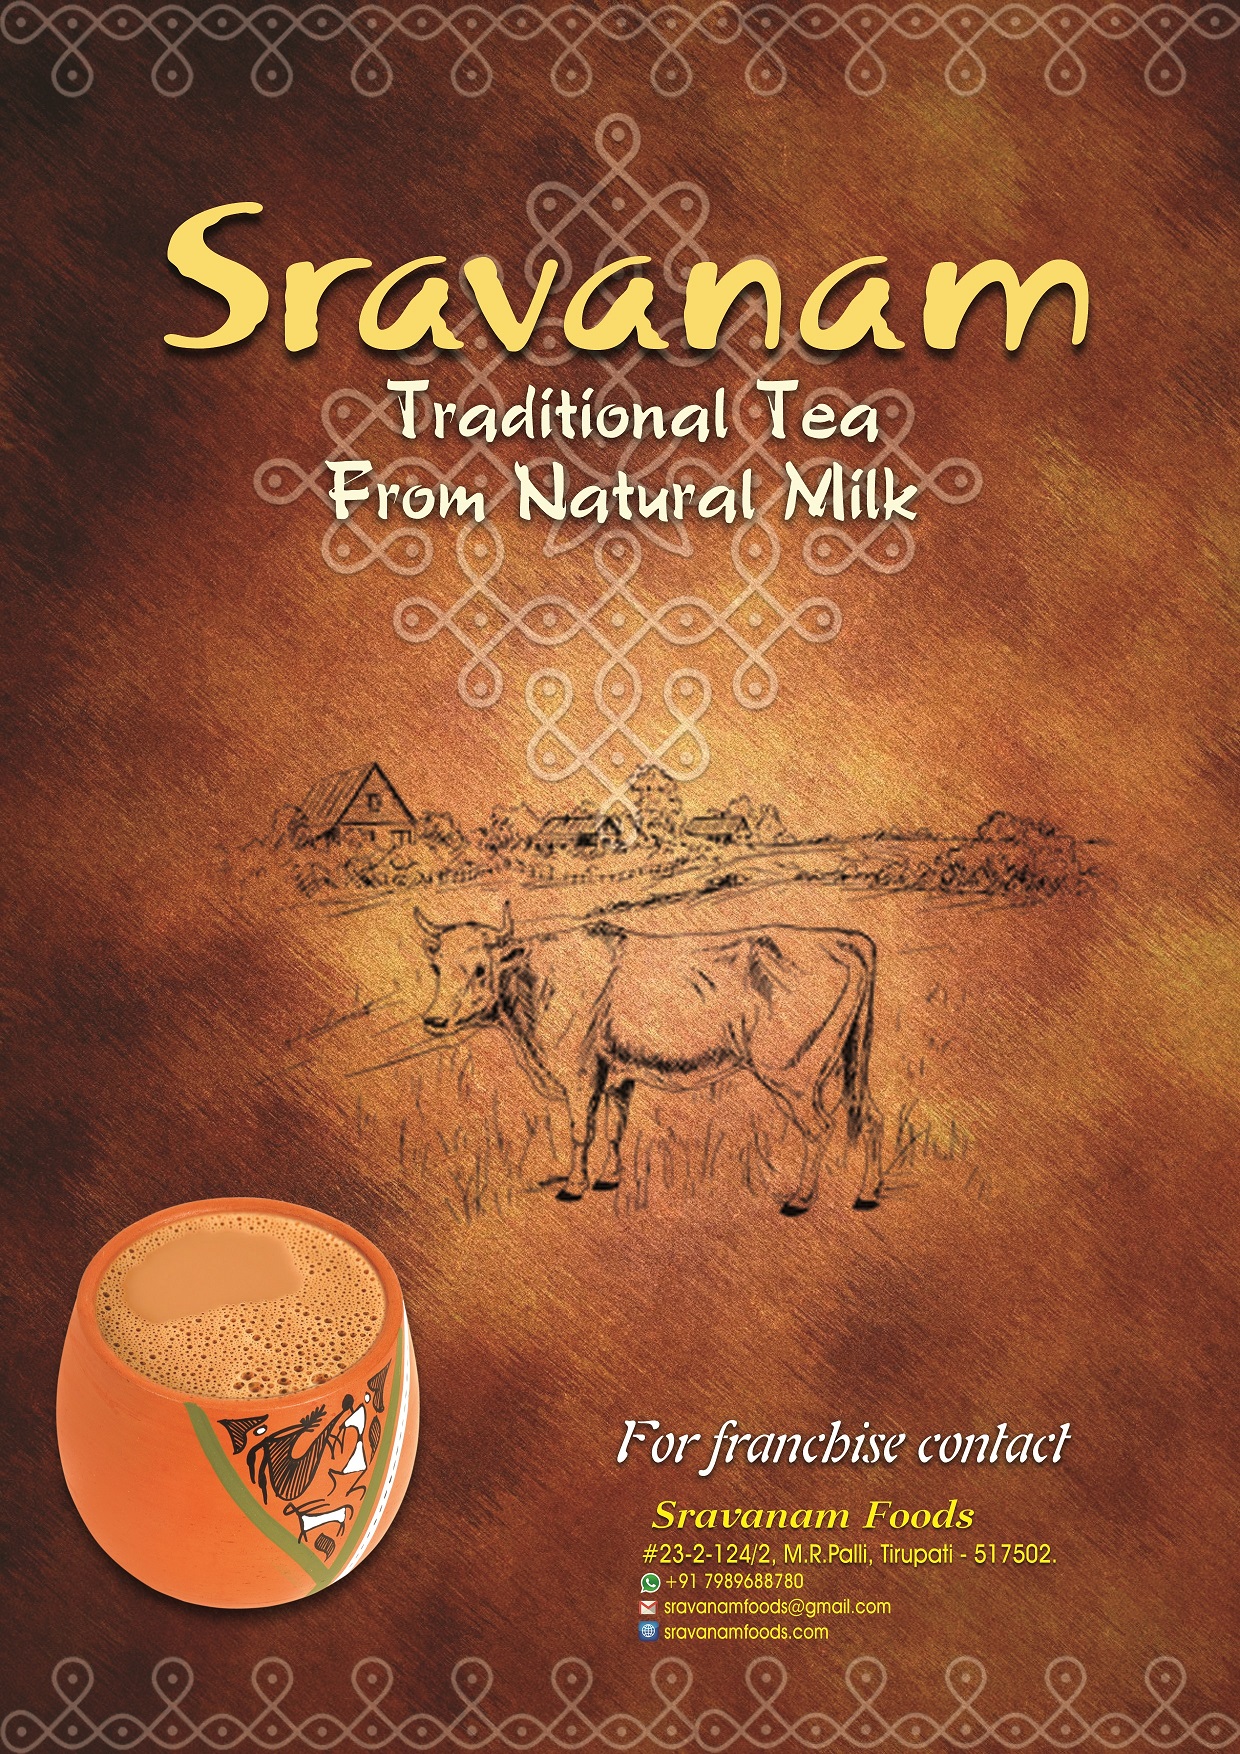 Sravanam
Traditional Tea
From Natural Milk
For franchise contact
Sravanam Foods
#23-2-124/2, M.R.Palli, Tirupati - 517502.
+91 7989688780
sravanamfoods@gmail.com
sravanamfoods.com